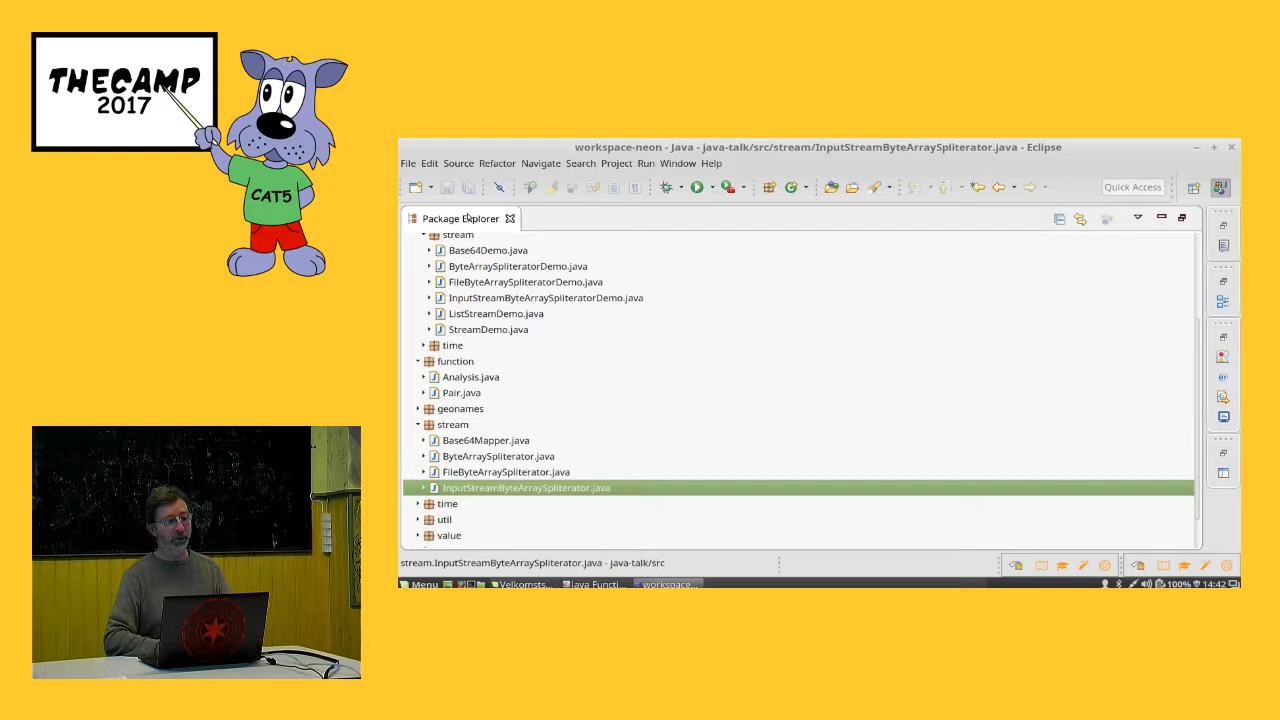 THECAMP
2017
CAT5
workspace-neon - Java - java-talk/src/stream/InputStreamByteArraySpliterator.java - Eclipse
File Edit Source Refactor Navigate Search Project Run Window Help
Quick Access
Package Explorer
stream
Base64Demo.java
ByteArraySpliteratorDemo.java
FileByteArraySpliteratorDemo.java
InputStreamByteArraySpliteratorDemo.java
ListStreamDemo.java
StreamDemo.java
time
function
Analysis.java
Pair.java
geonames
stream
Base64Mapper.java
ByteArraySpliterator.java
FileByteArraySpliterator.java
InputStreamByteArraySpliterator.java
time
util
value
stream.InputStreamByteArraySpliterator.java - java-talk/src
Menu Velkomsts... Java Functi... workspace... 100% 14:42